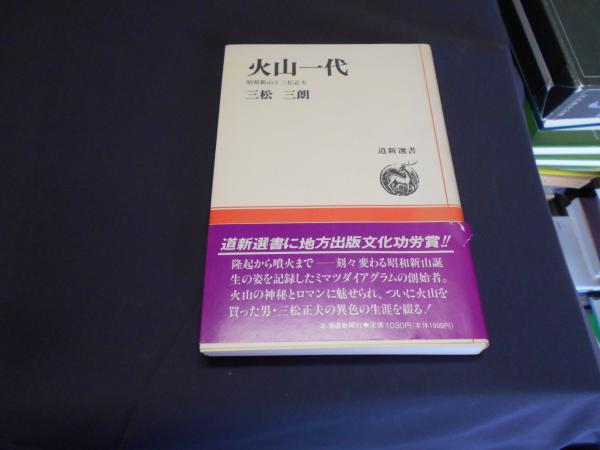 火山一代
昭和新山と三松正夫
三松 三朗
道新選書
道新選書に地方出版文化功労賞!!
隆起から噴火まで――刻々変わる昭和新山誕
生の姿を記録したミマツダイアグラムの創始者。
火山の神秘とロマンに魅せられ、ついに火山を
買った男・三松正夫の異色の生涯を綴る!
北海道新聞社◆定価1030円(本体1000円)